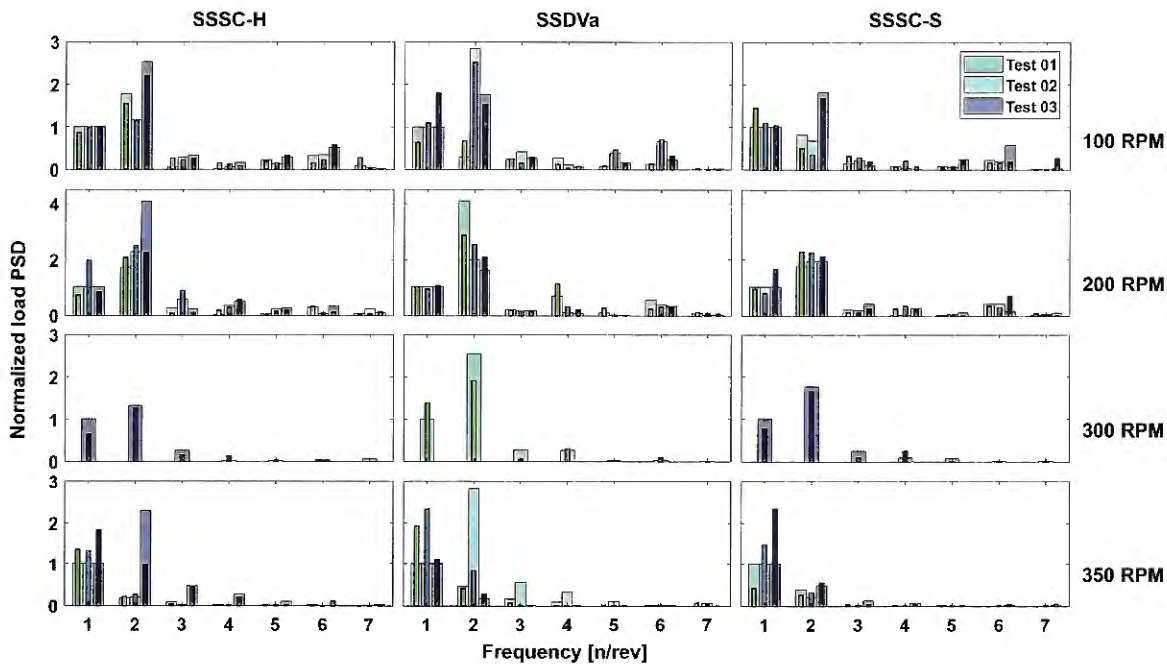 SSSC-H SSDVa SSSC-S
3
2
1
0
Test 01
Test 02
Test 03
100 RPM
4
2
0
200 RPM
3
2
1
0
300 RPM
3
2
1
0
350 RPM
1 2 3 4 5 6 7 1 2 3 4 5 6 7 1 2 3 4 5 6 7
Normalized load PSD
Frequency [n/rev]